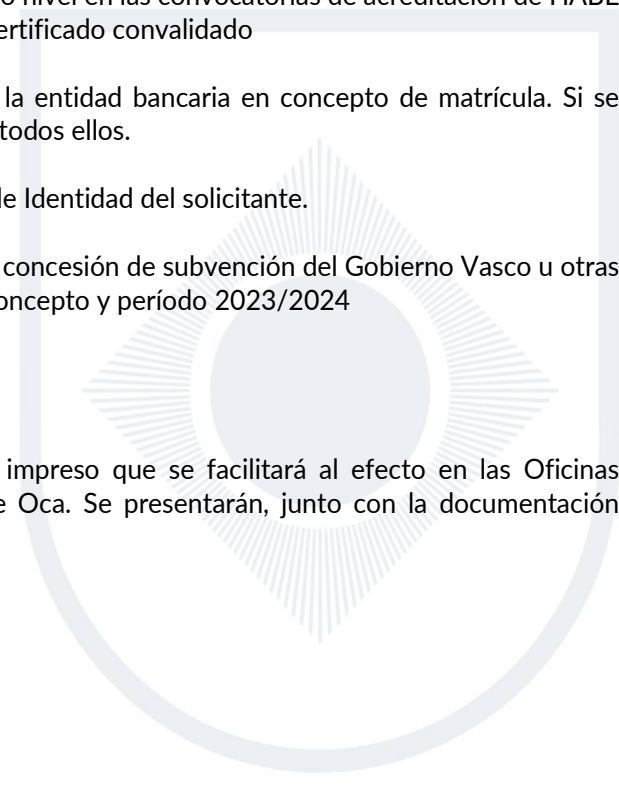 nivel en las convocatorias de acreditación de HABE
ertificado convalidado
la entidad bancaria en concepto de matrícula. Si se
todos ellos.
de Identidad del solicitante.
concesión de subvención del Gobierno Vasco u otras
oncepto y período 2023/2024
impreso que se facilitará al efecto en las Oficinas
e Oca. Se presentarán, junto con la documentación